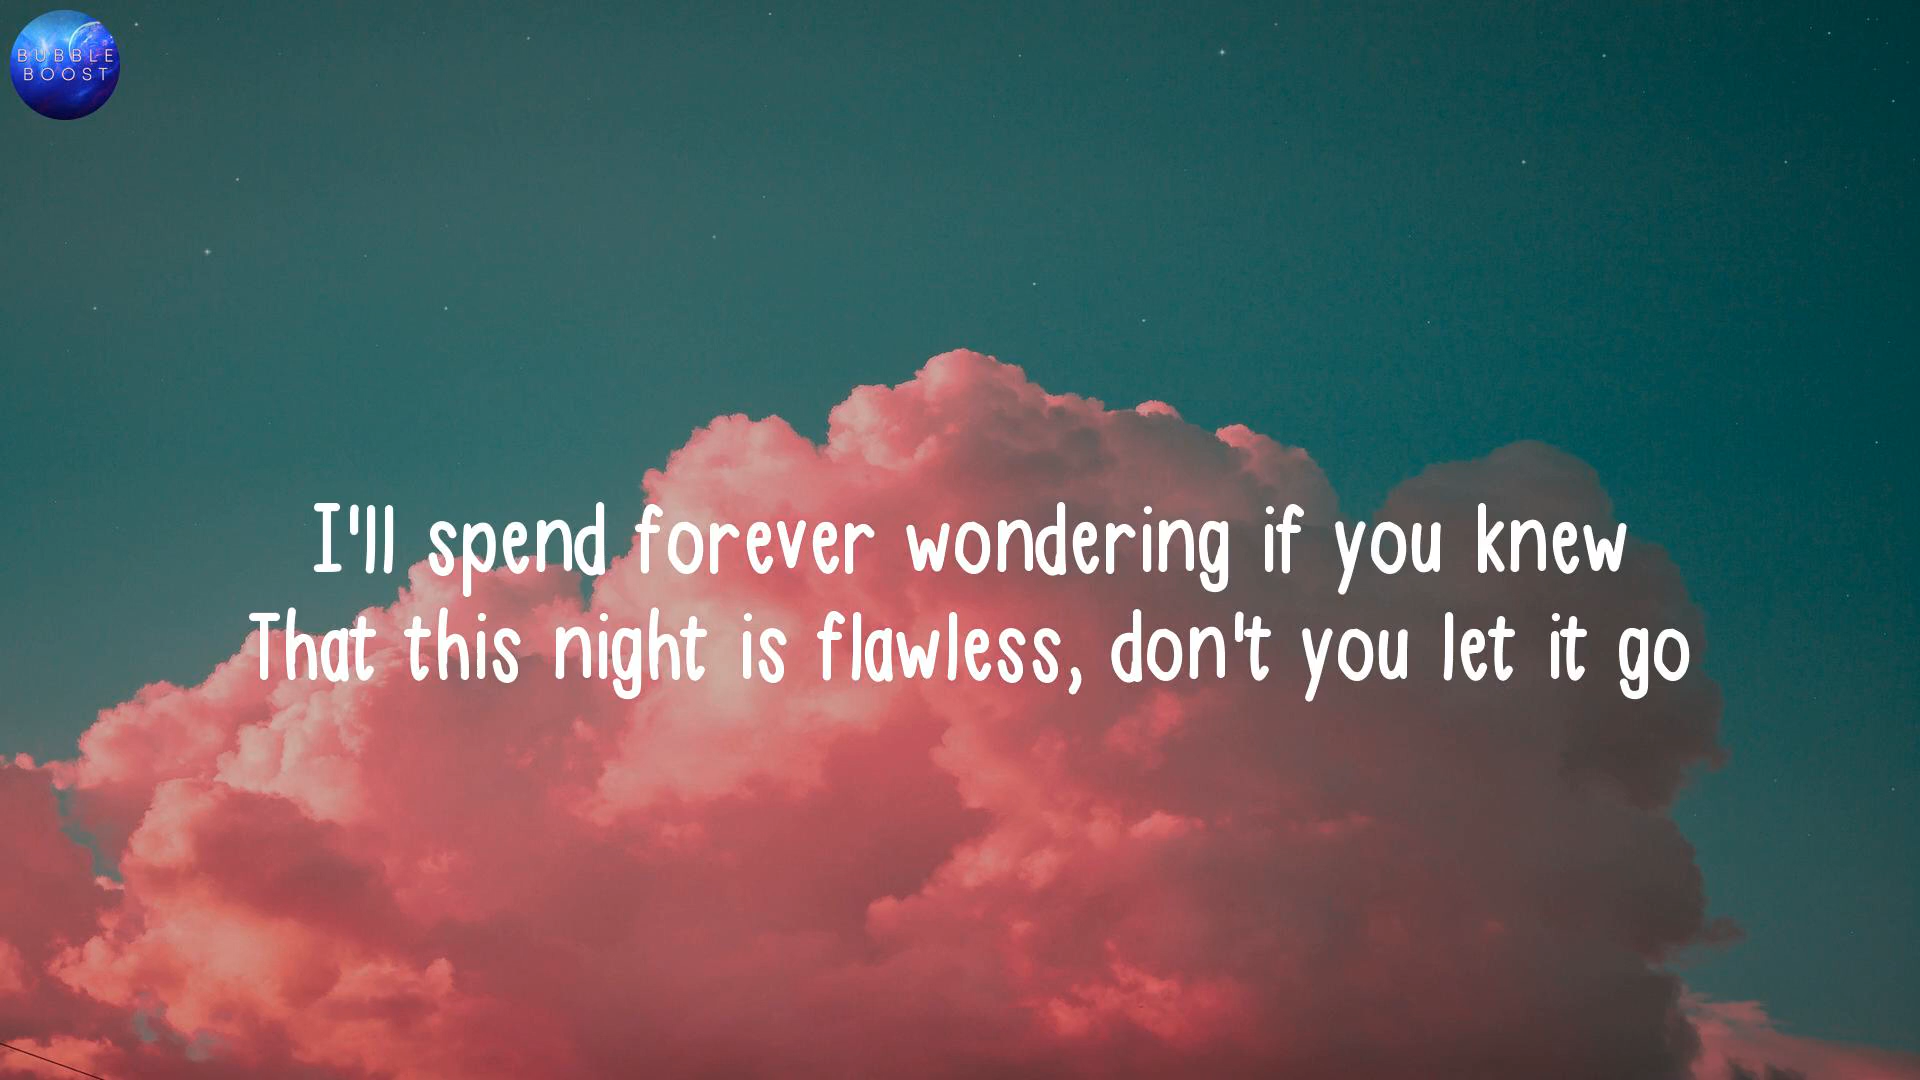 BUBBLE
BOOST
I'll spend forever wondering if you knew
That this night is flawless, don't you let it go